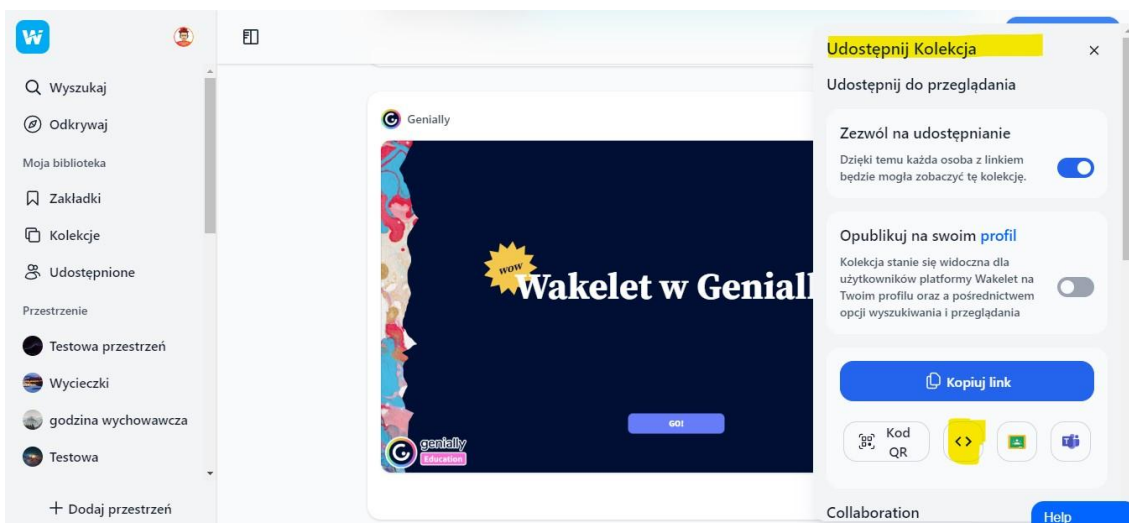 W
Wyszukaj
Odkrywaj
Moja biblioteka
Zakładki
Kolekcje
Udostępnione
Przestrzenie
Testowa przestrzeń
Wycieczki
godzina wychowawcza
Testowa
+ Dodaj przestrzeń
Genially
WOW
Wakelet w Geniall
GO!
genially
Education
Udostępnij Kolekcja
Udostępnij do przeglądania
Zezwól na udostępnianie
Dzięki temu każda osoba z linkiem
będzie mogła zobaczyć tę kolekcję.
Opublikuj na swoim profil
Kolekcja stanie się widoczna dla
użytkowników platformy Wakelet na
Twoim profilu oraz a pośrednictwem
opcji wyszukiwania i przeglądania
Kopiuj link
Kod
QR
Collaboration
Help